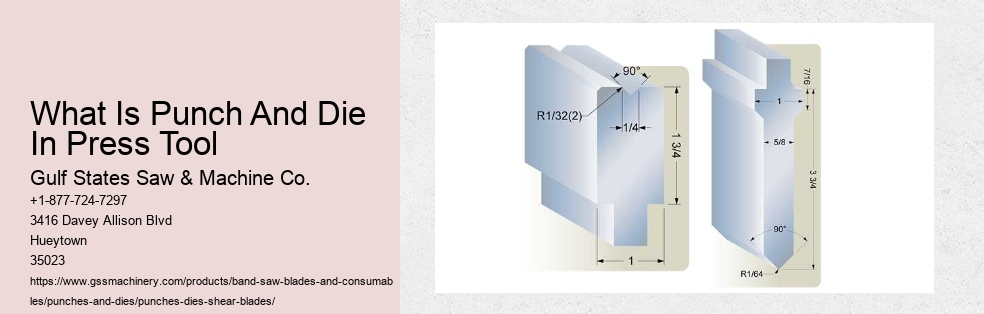 What Is Punch And Die
In Press Tool
Gulf States Saw & Machine Co.
+1-877-724-7297
3416 Davey Allison Blvd
Hueytown
35023
https://www.gssmachinery.com/products/band-saw-blades-and-consumab
les/punches-and-dies/punches-dies-shear-blades/
90°
R1/32(2)
1/4
1 3/4
1
7/16
1
5/8
3 3/4
90°
R1/64